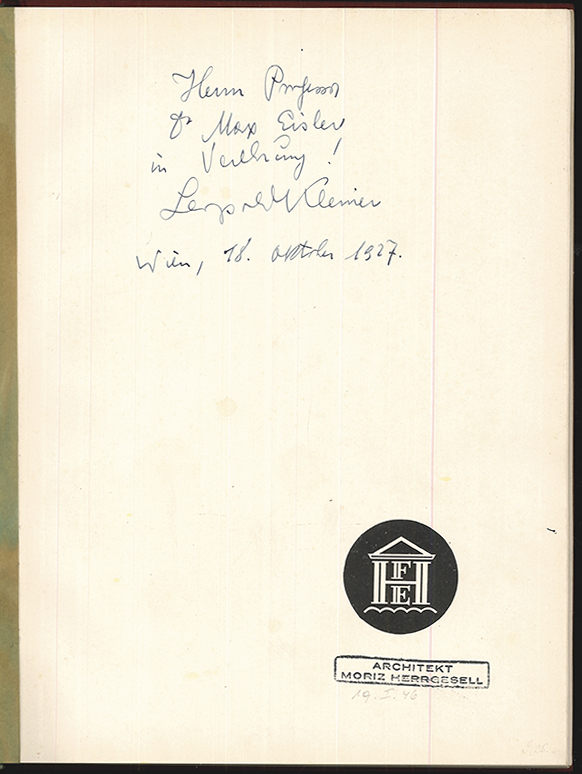 Herrn Professor
Dr Max Eisler
in Verehrung!
Leopold Kleiner
Wien, 18. Oktober 1927.
F
H
E
ARCHITEKT
MORIZ HERRGESELL
19.I.46